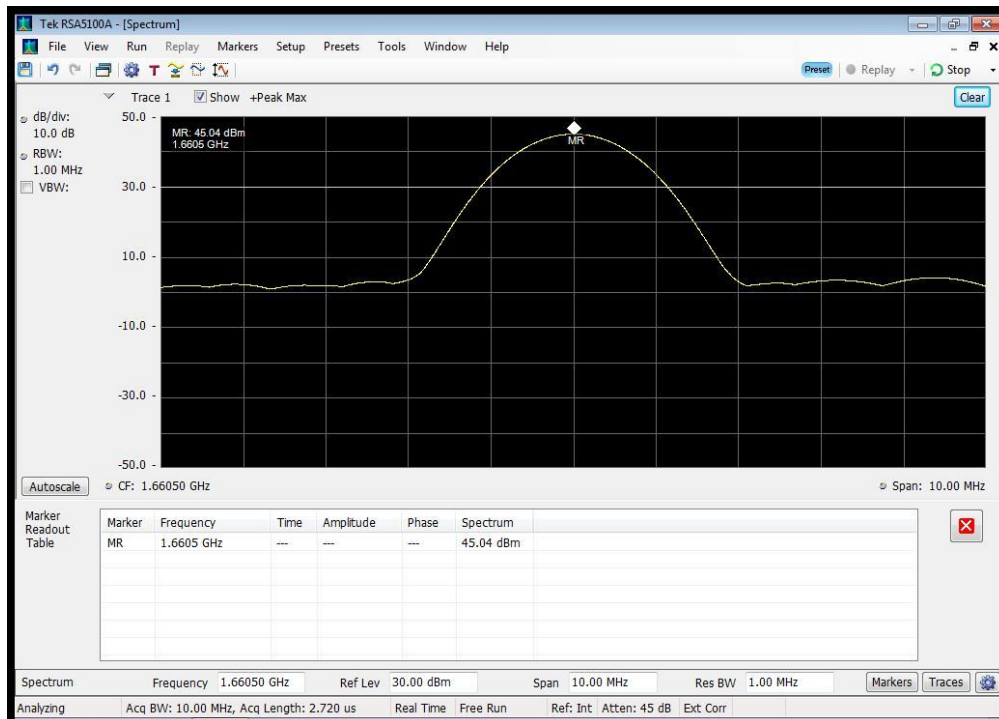 Tek RSA5100A - [Spectrum]
File View Run Replay Markers Setup Presets Tools Window Help
T Preset Replay Stop
Trace 1 Show +Peak Max Clear
dB/div:
10.0 dB
RBW:
1.00 MHz
VBW:
50.0
MR: 45.04 dBm
1.6605 GHz
MR
30.0
10.0
-10.0
-30.0
-50.0
Autoscale CF: 1.66050 GHz Span: 10.00 MHz
Marker
Readout
Table
Marker Frequency Time Amplitude Phase Spectrum
MR 1.6605 GHz --- --- --- 45.04 dBm
Spectrum Frequency 1.66050 GHz Ref Lev 30.00 dBm Span 10.00 MHz Res BW 1.00 MHz Markers Traces
Analyzing Acq BW: 10.00 MHz, Acq Length: 2.720 us Real Time Free Run Ref: Int Atten: 45 dB Ext Corr